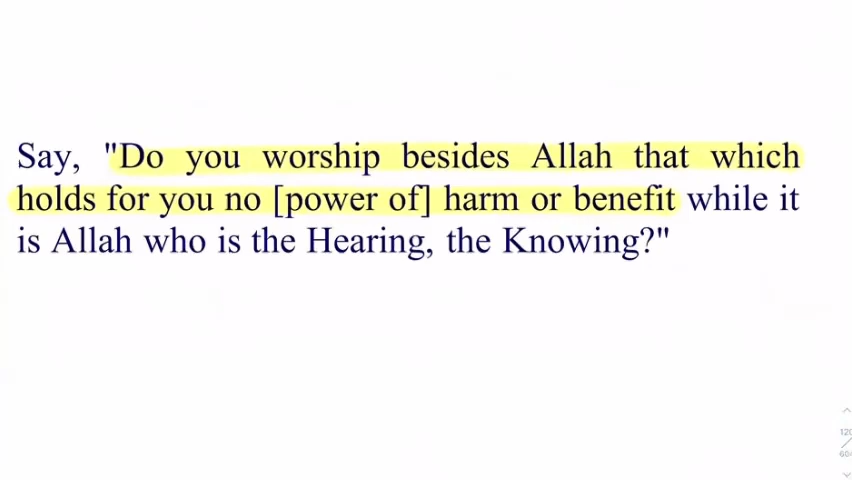 Say, "Do you worship besides Allah that which
holds for you no [power of] harm or benefit while it
is Allah who is the Hearing, the Knowing?"
120